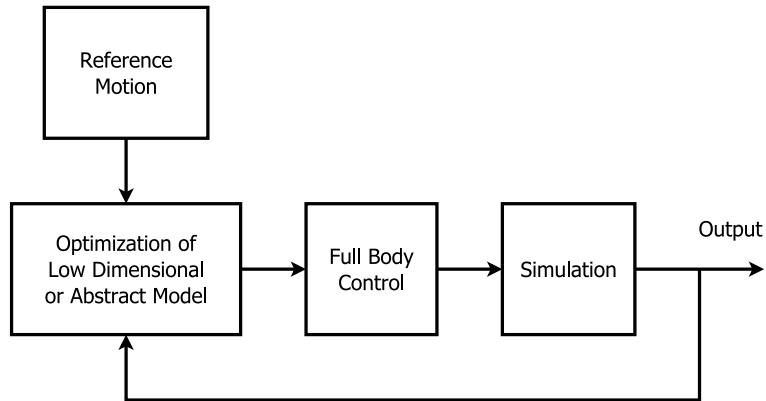 Reference
Motion
Optimization of
Low Dimensional
or Abstract Model
Full Body
Control
Simulation
Output